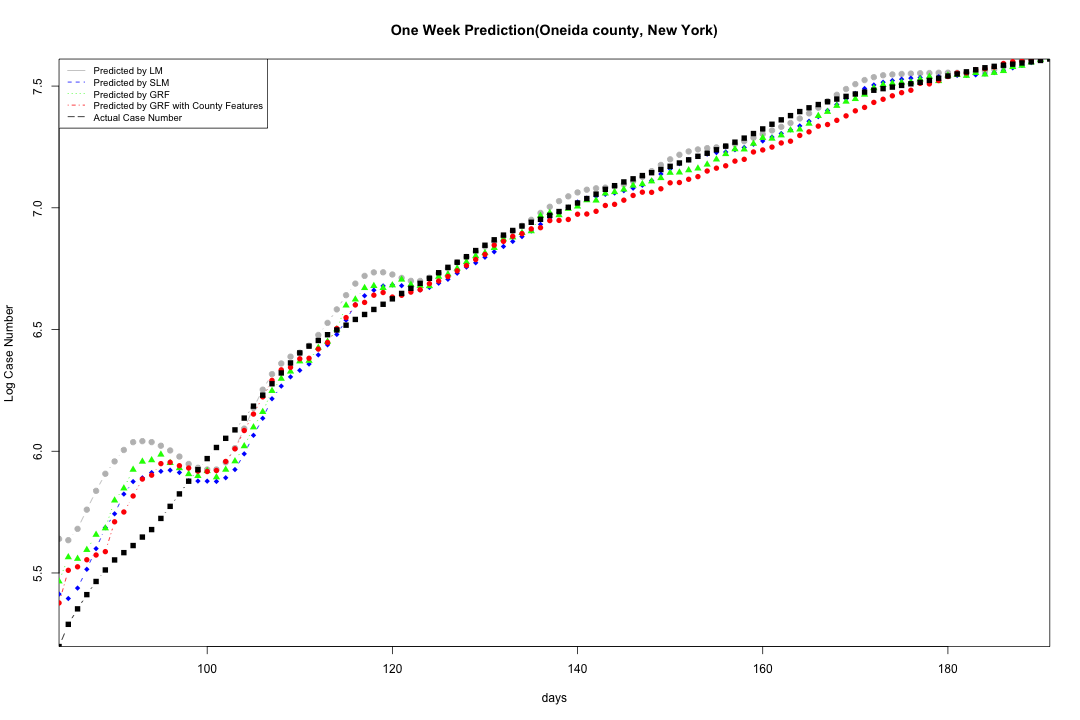 One Week Prediction(Oneida county, New York)
Predicted by LM
Predicted by SLM
Predicted by GRF
Predicted by GRF with County Features
Actual Case Number
Log Case Number
7.5
7.0
6.5
6.0
5.5
100 120 140 160 180
days